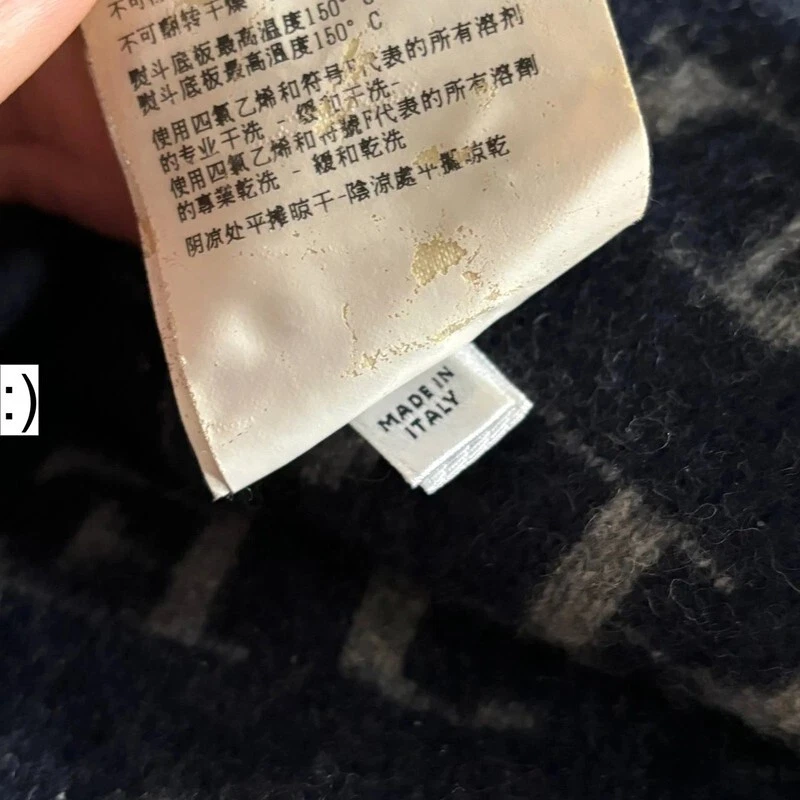 不可翻转干燥
熨斗底板最高温度150°C
熨斗底板最高溫度150°C
使用四氯乙烯和符号F代表的所有溶剂
的专业干洗 - 缓和干洗-
使用四氯乙烯和符號F代表的所有溶劑
的專業乾洗 - 緩和乾洗
阴凉处平摊晾干-陰涼處平攤晾乾
MADE IN
ITALY
:)